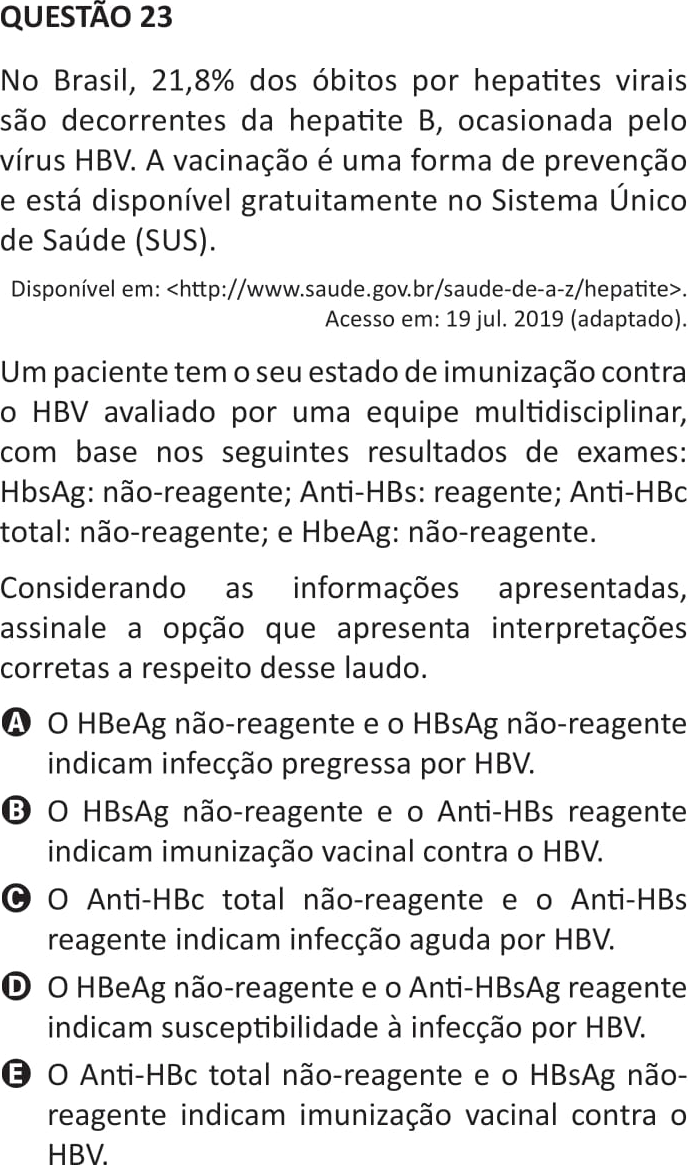 QUESTÃO 23
No Brasil, 21,8% dos óbitos por hepatites virais
são decorrentes da hepatite B, ocasionada pelo
vírus HBV. A vacinação é uma forma de prevenção
e está disponível gratuitamente no Sistema Único
de Saúde (SUS).
Disponível em: <http://www.saude.gov.br/saude-de-a-z/hepatite>.
Acesso em: 19 jul. 2019 (adaptado).
Um paciente tem o seu estado de imunização contra
o HBV avaliado por uma equipe multidisciplinar,
com base nos seguintes resultados de exames:
HbsAg: não-reagente; Anti-HBs: reagente; Anti-HBc
total: não-reagente; e HbeAg: não-reagente.
Considerando as informações apresentadas,
assinale a opção que apresenta interpretações
corretas a respeito desse laudo.
A O HBeAg não-reagente e o HBsAg não-reagente
indicam infecção pregressa por HBV.
B O HBsAg não-reagente e o Anti-HBs reagente
indicam imunização vacinal contra o HBV.
C O Anti-HBc total não-reagente e o Anti-HBs
reagente indicam infecção aguda por HBV.
D O HBeAg não-reagente e o Anti-HBsAg reagente
indicam susceptibilidade à infecção por HBV.
E O Anti-HBc total não-reagente e o HBsAg não-
reagente indicam imunização vacinal contra o
HBV.